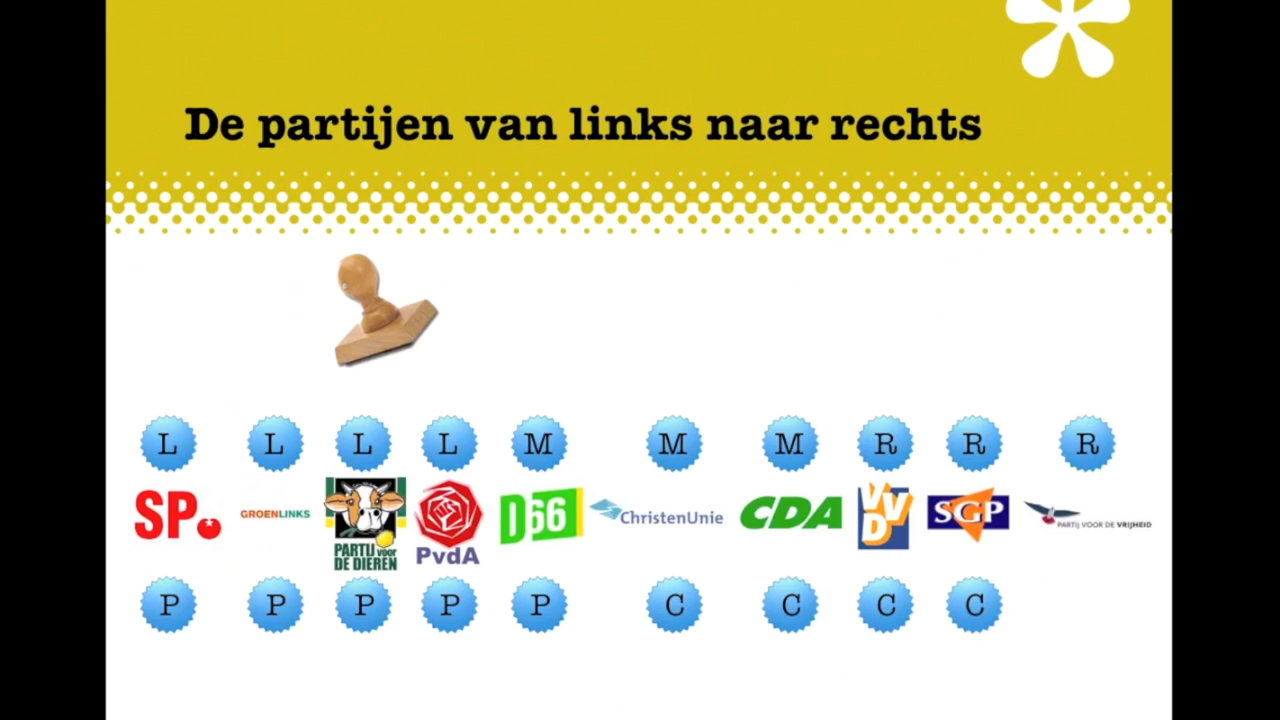 De partijen van links naar rechts
L L L L M M M R R R
SP. GROENLINKS PARTIJ voor DE DIEREN PvdA D66 ChristenUnie CDA VVD SGP PARTIJ VOOR DE VRIJHEID
P P P P P C C C C